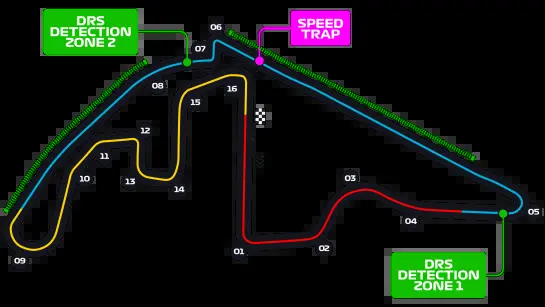 DRS
DETECTION
ZONE 2
06
SPEED
TRAP
07
08
16
15
12
11
03
10
13
14
04
05
01
02
09
DRS
DETECTION
ZONE 1